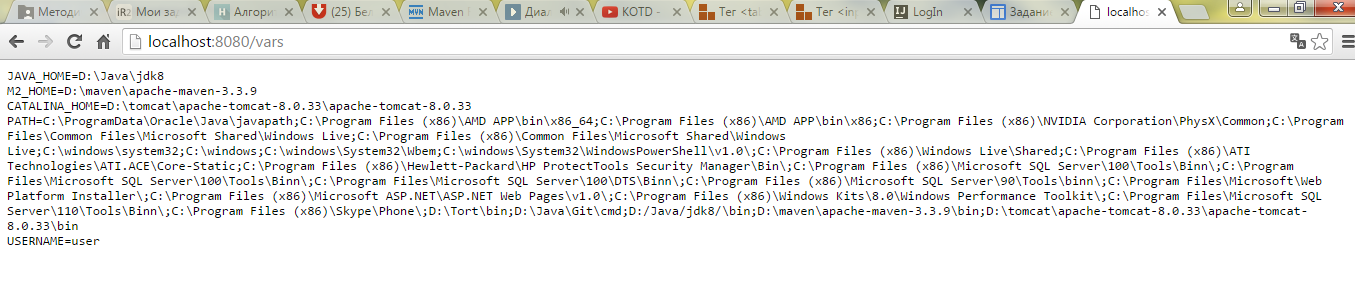 Методи
iR2 Мои зад
H Алгорит
(25) Бел
MVN Maven
Диал
KOTD -
Тег <tal
Тег <inp
IJ LogIn
Задани
localhos
localhost:8080/vars
JAVA_HOME=D:\Java\jdk8
M2_HOME=D:\maven\apache-maven-3.3.9
CATALINA_HOME=D:\tomcat\apache-tomcat-8.0.33\apache-tomcat-8.0.33
PATH=C:\ProgramData\Oracle\Java\javapath;C:\Program Files (x86)\AMD APP\bin\x86_64;C:\Program Files (x86)\AMD APP\bin\x86;C:\Program Files (x86)\NVIDIA Corporation\PhysX\Common;C:\Program
Files\Common Files\Microsoft Shared\Windows Live;C:\Program Files (x86)\Common Files\Microsoft Shared\Windows
Live;C:\windows\system32;C:\windows;C:\windows\System32\Wbem;C:\windows\System32\WindowsPowerShell\v1.0\;C:\Program Files (x86)\Windows Live\Shared;C:\Program Files (x86)\ATI
Technologies\ATI.ACE\Core-Static;C:\Program Files (x86)\Hewlett-Packard\HP ProtectTools Security Manager\Bin\;C:\Program Files (x86)\Microsoft SQL Server\100\Tools\Binn\;C:\Program
Files\Microsoft SQL Server\100\Tools\Binn\;C:\Program Files\Microsoft SQL Server\100\DTS\Binn\;C:\Program Files (x86)\Microsoft SQL Server\90\Tools\binn\;C:\Program Files\Microsoft\Web
Platform Installer\;C:\Program Files (x86)\Microsoft ASP.NET\ASP.NET Web Pages\v1.0\;C:\Program Files (x86)\Windows Kits\8.0\Windows Performance Toolkit\;C:\Program Files\Microsoft SQL
Server\110\Tools\Binn\;C:\Program Files (x86)\Skype\Phone\;D:\Tort\bin;D:\Java\Git\cmd;D:/Java/jdk8/\bin;D:\maven\apache-maven-3.3.9\bin;D:\tomcat\apache-tomcat-8.0.33\apache-tomcat-
8.0.33\bin
USERNAME=user